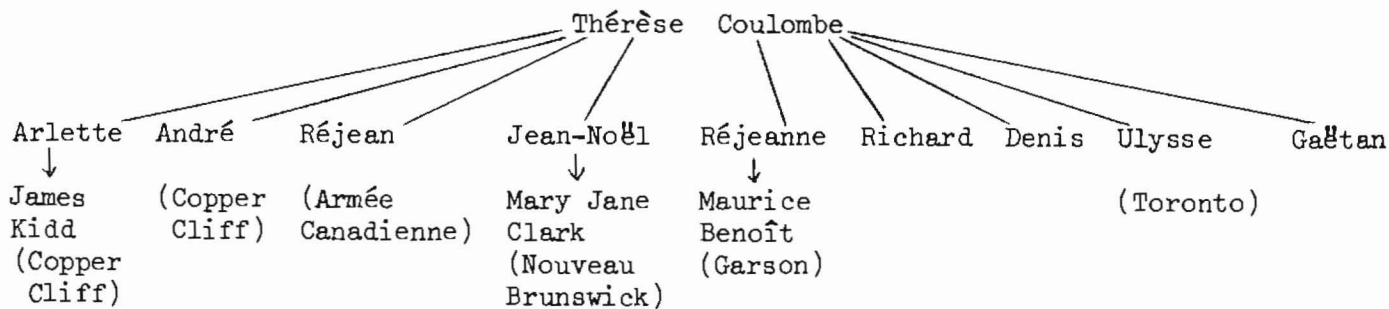 Thérèse Coulombe
Arlette André Réjean Jean-Noël Réjeanne Richard Denis Ulysse Gaëtan
James (Copper (Armée Mary Jane Maurice (Toronto)
Kidd Cliff) Canadienne) Clark Benoît
(Copper (Nouveau (Garson)
Cliff) Brunswick)